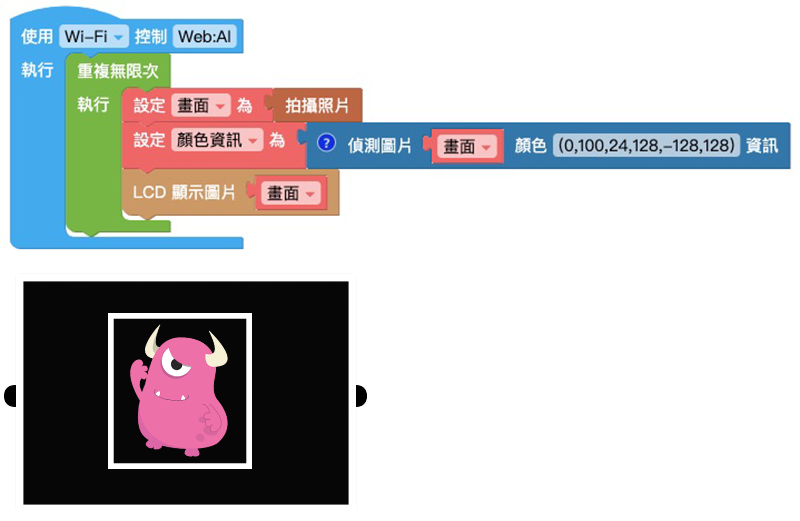 使用 Wi-Fi 控制 Web:AI
執行 重複無限次
執行 設定 畫面 為 拍攝照片
設定 顏色資訊 為 ? 偵測圖片 畫面 顏色 (0,100,24,128,-128,128) 資訊
LCD 顯示圖片 畫面